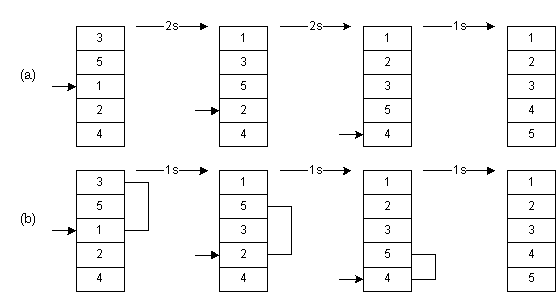 2s 2s 1s
3 1 1 1
5 3 2 2
(a) 1 5 3 3
2 2 5 4
4 4 4 5
1s 1s 1s
3 1 1 1
5 5 2 2
(b) 1 3 3 3
2 2 5 4
4 4 4 5